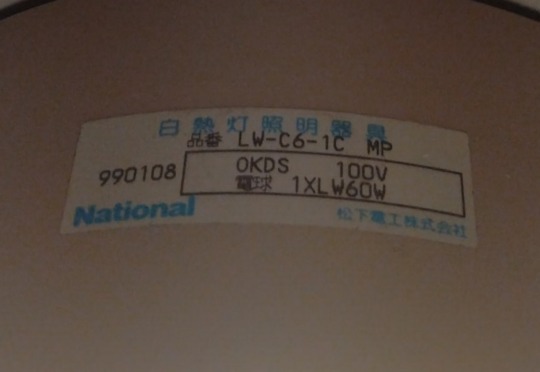 白熱灯照明器具
品番 LW-C6-1C MP
990108
OKDS 100V
電球 1XLW60W
National
松下電工株式会社